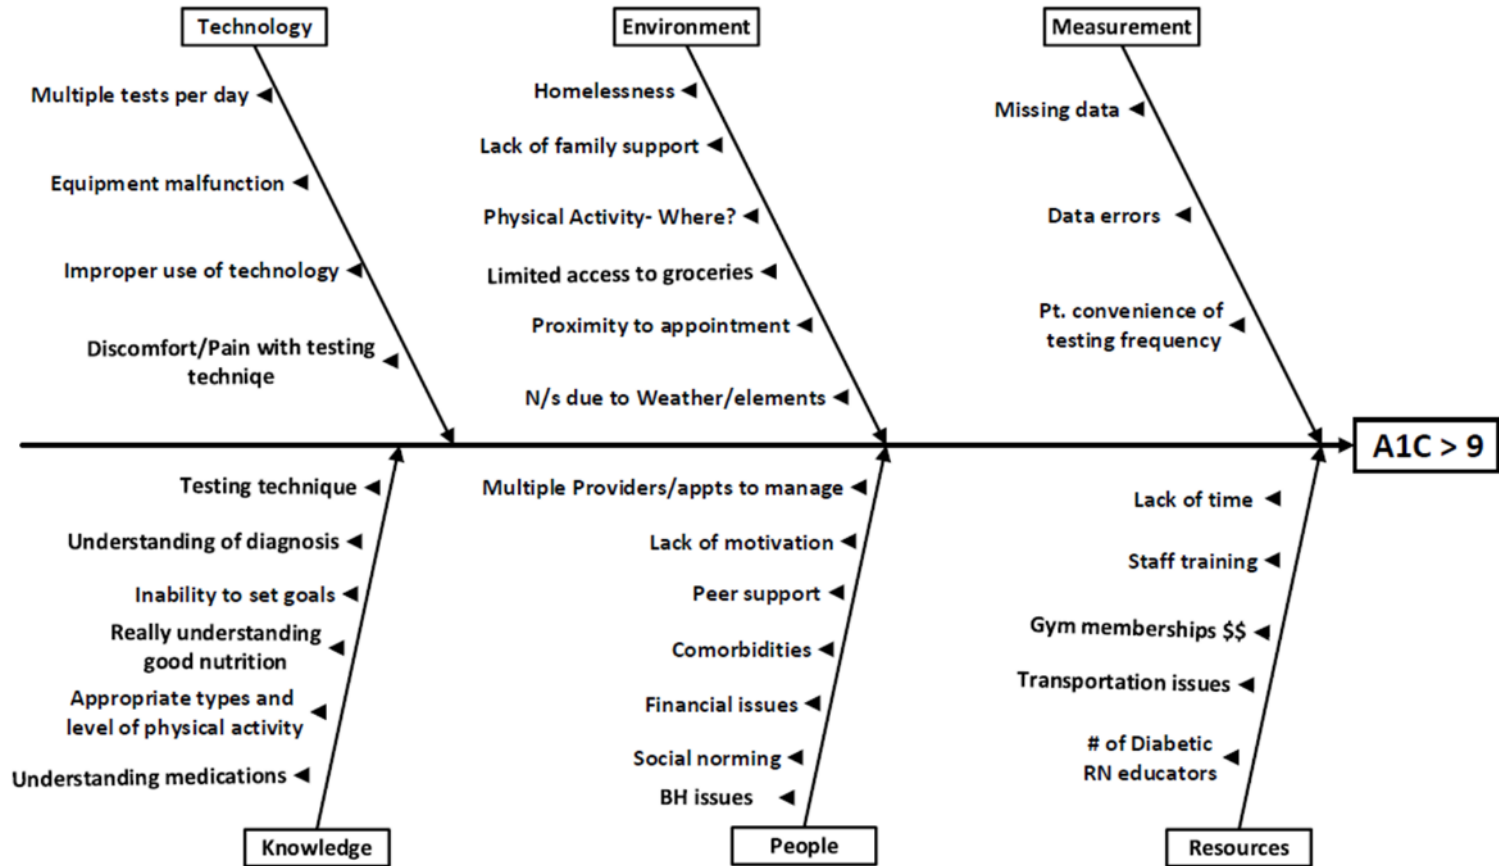 Technology
Multiple tests per day
Equipment malfunction
Improper use of technology
Discomfort/Pain with testing
techniqe
Environment
Homelessness
Lack of family support
Physical Activity- Where?
Limited access to groceries
Proximity to appointment
N/s due to Weather/elements
Measurement
Missing data
Data errors
Pt. convenience of
testing frequency
A1C > 9
Testing technique
Understanding of diagnosis
Inability to set goals
Really understanding
good nutrition
Appropriate types and
level of physical activity
Understanding medications
Knowledge
Multiple Providers/appts to manage
Lack of motivation
Peer support
Comorbidities
Financial issues
Social norming
BH issues
People
Lack of time
Staff training
Gym memberships $$
Transportation issues
# of Diabetic
RN educators
Resources